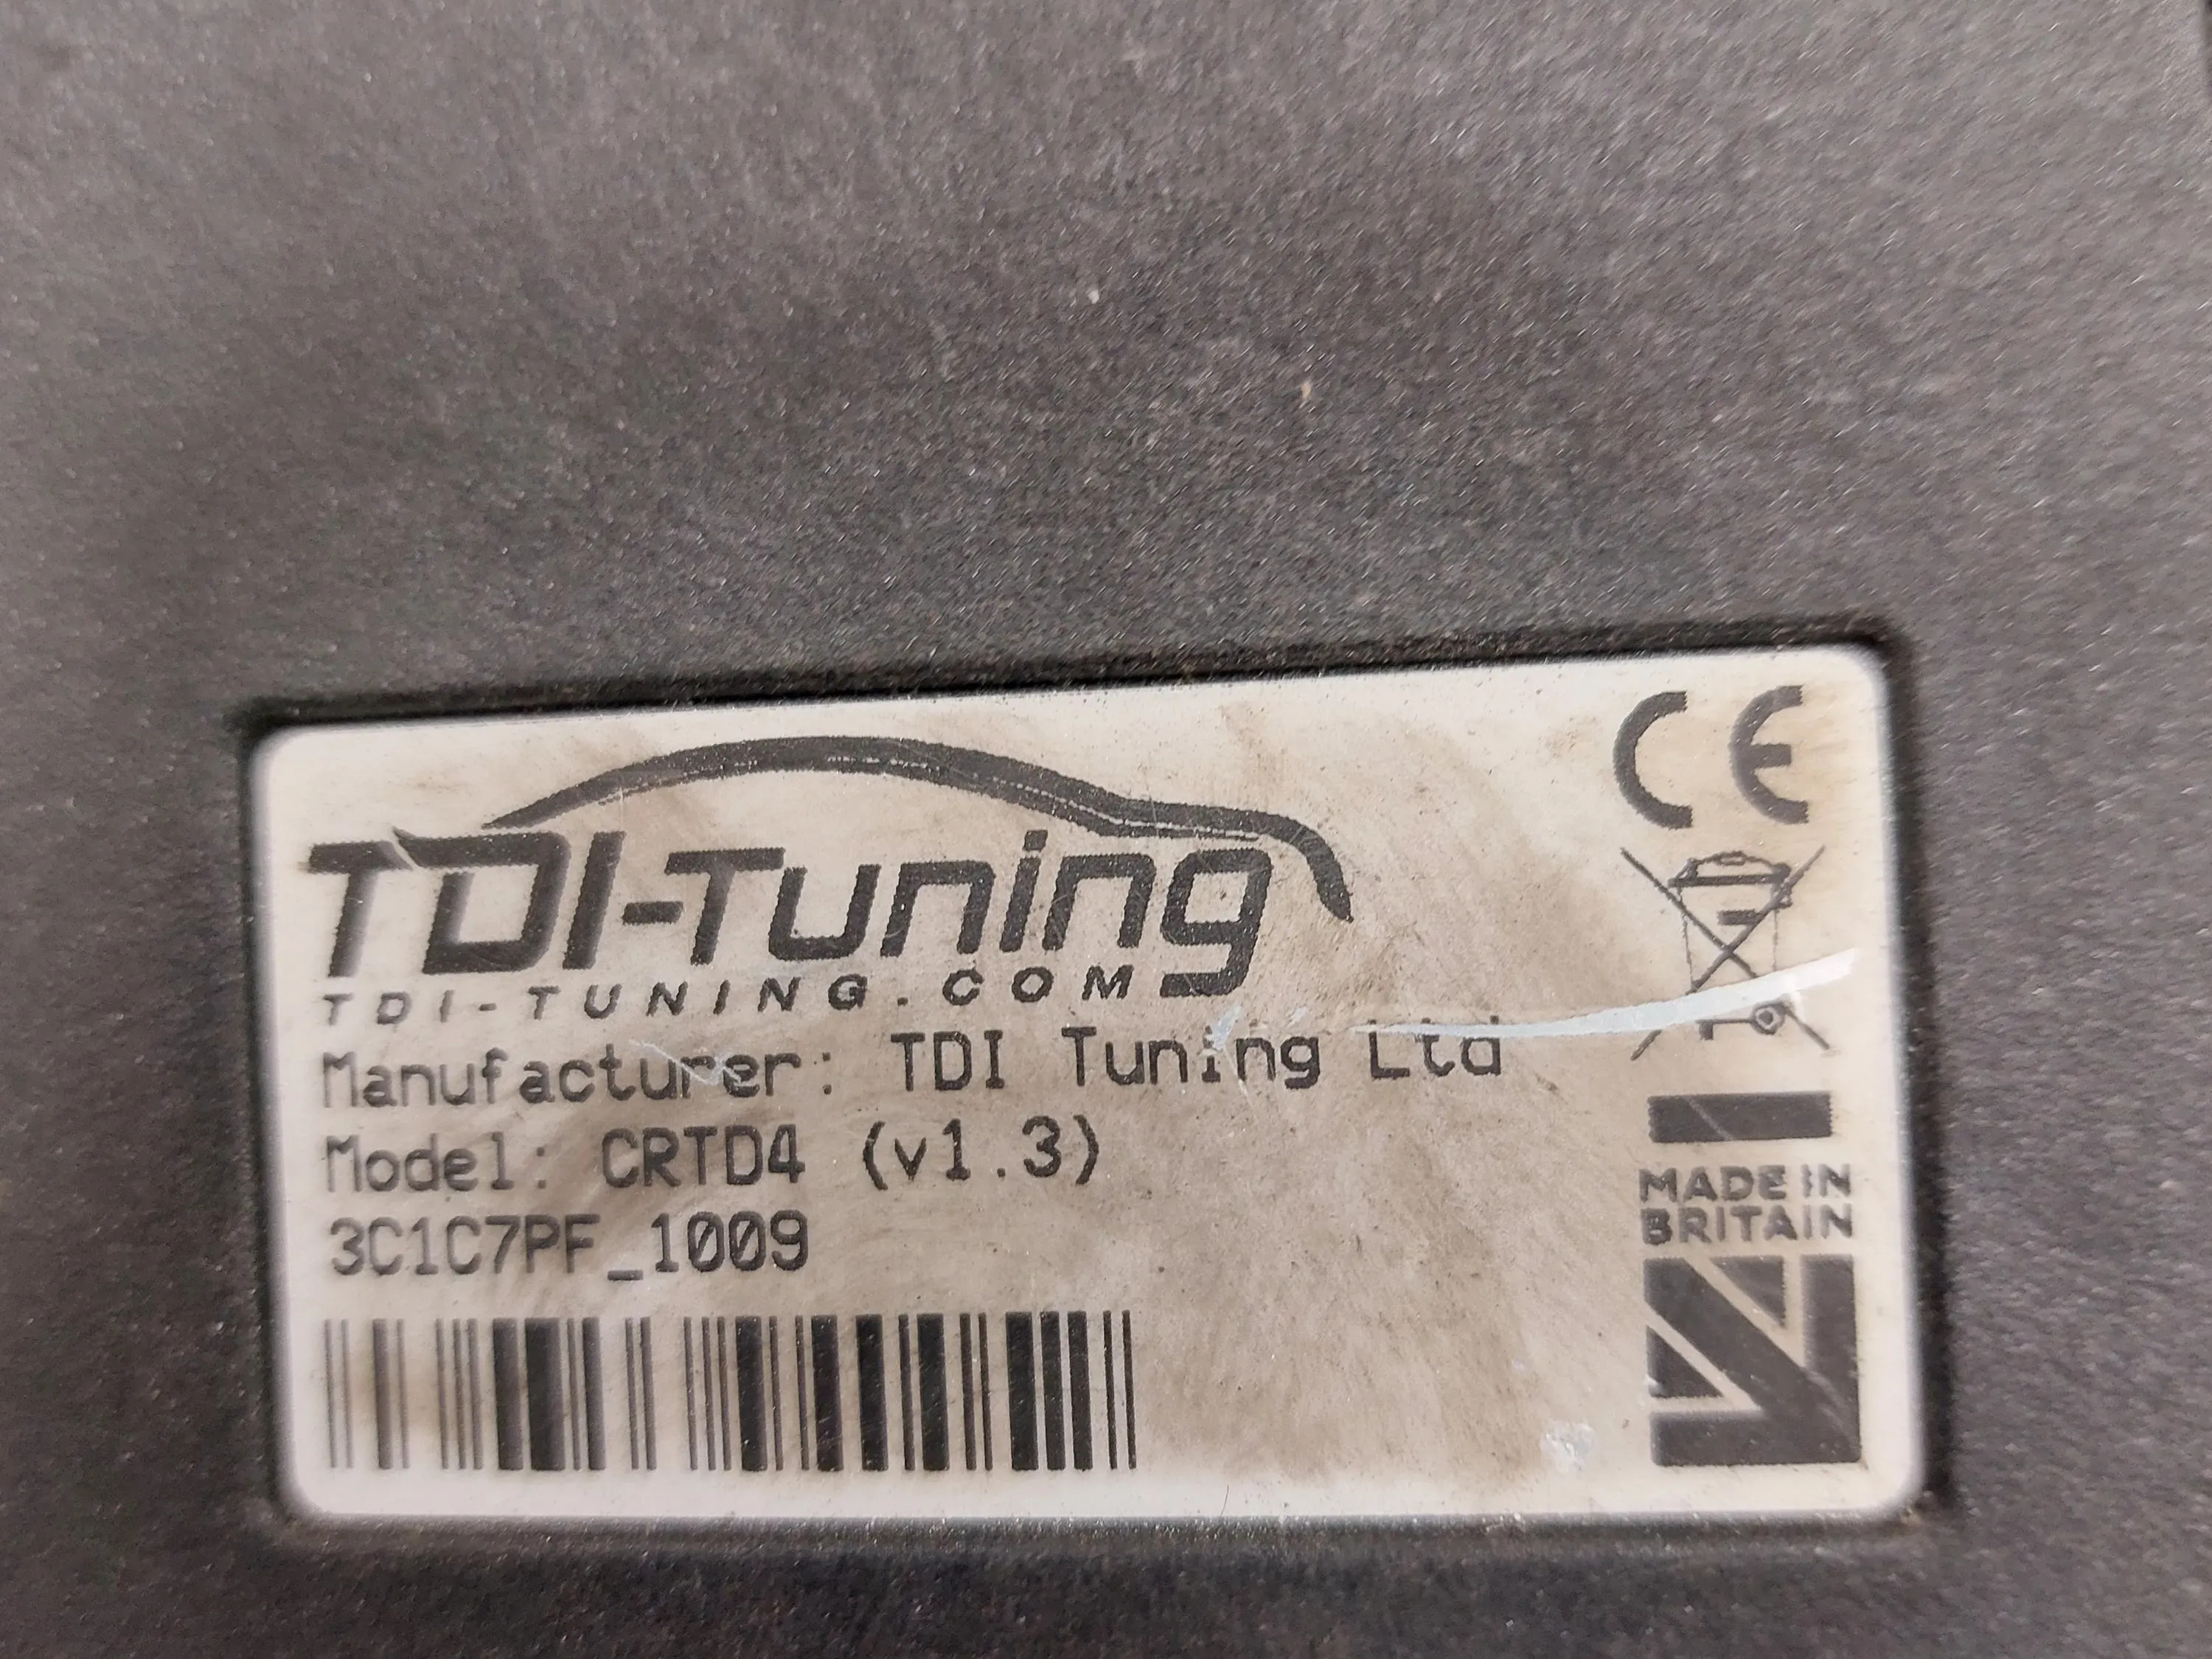 TDI-Tuning
TDI-TUNING.COM
Manufacturer: TDI Tuning Ltd
Model: CRTD4 (v1.3)
3C1C7PF_1009
CE
MADE IN
BRITAIN